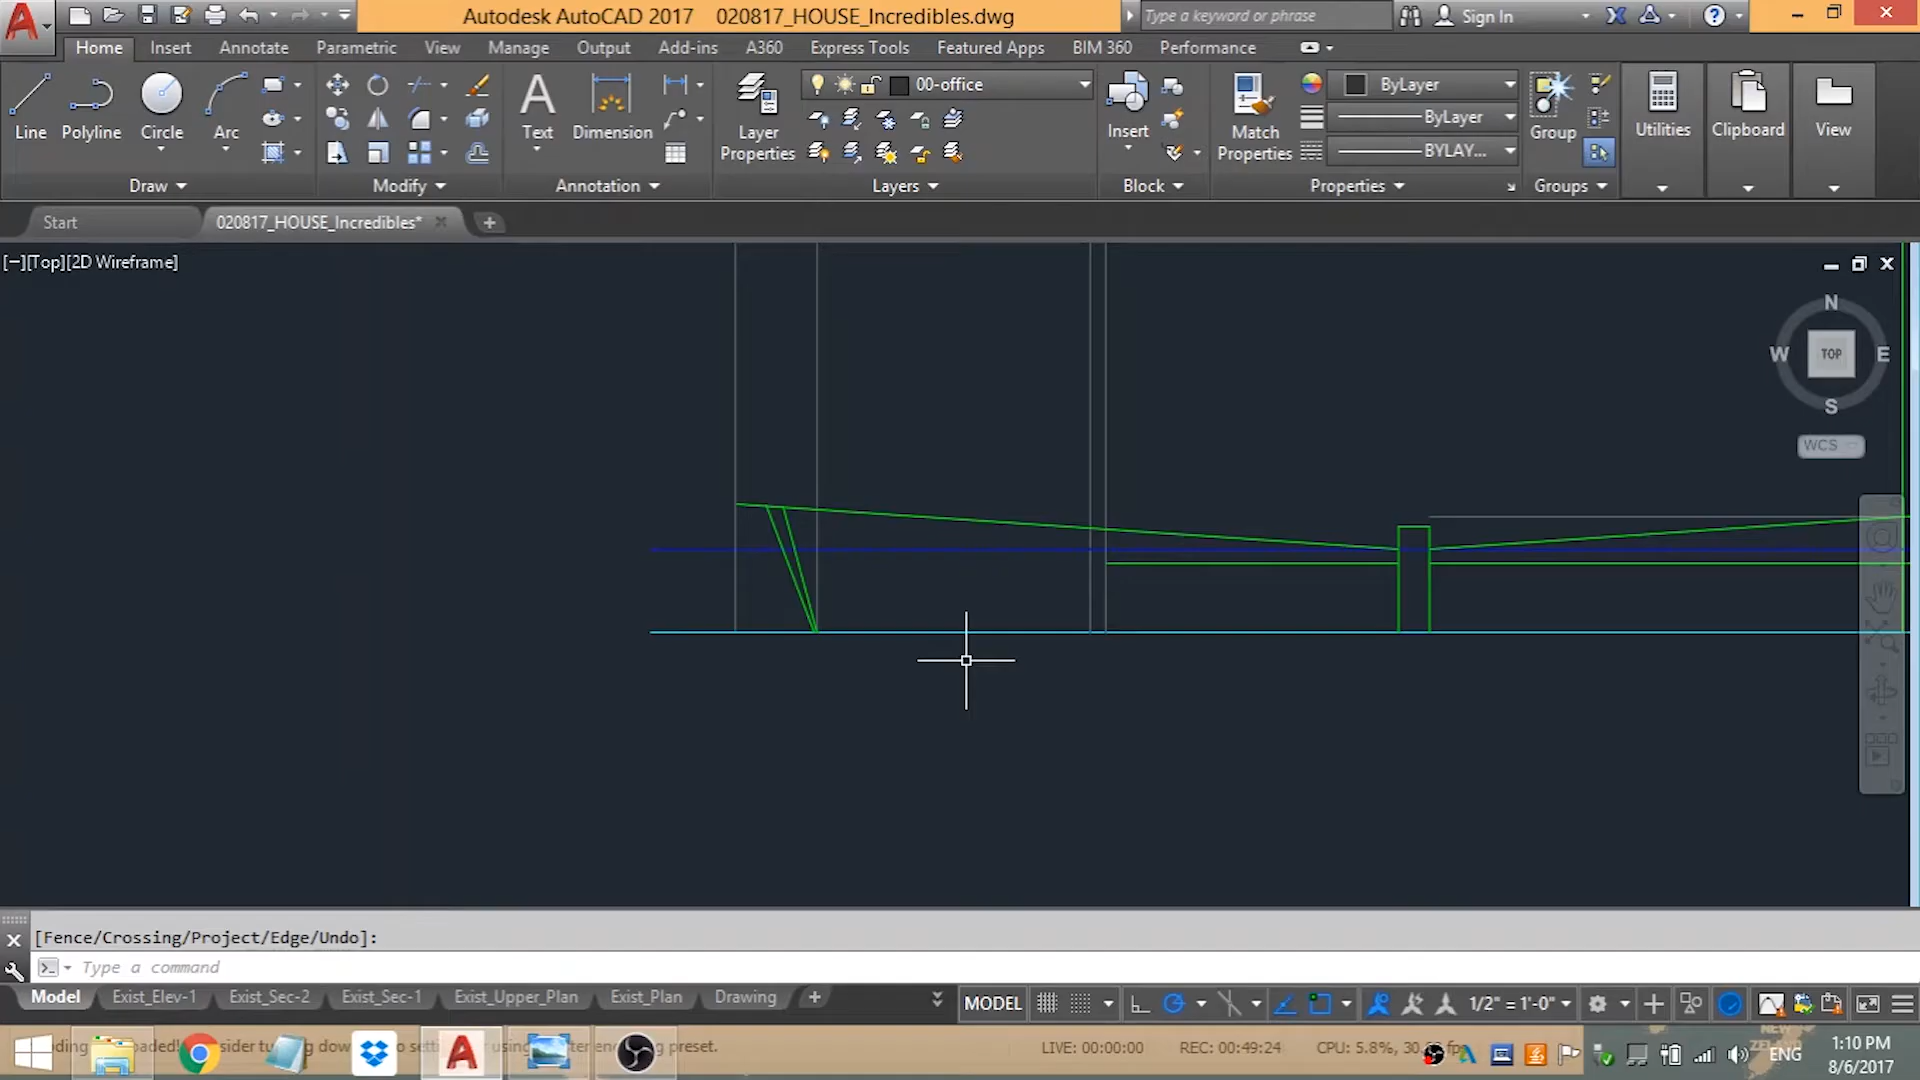 Autodesk AutoCAD 2017 020817_HOUSE_Incredibles.dwg
Type a keyword or phrase
Sign In
Home Insert Annotate Parametric View Manage Output Add-ins A360 Express Tools Featured Apps BIM 360 Performance
00-office
ByLayer
Line Polyline Circle Arc
Text Dimension
Layer Properties
Insert
Match Properties
ByLayer
BYLAY...
Group
Utilities Clipboard View
Draw Modify Annotation Layers Block Properties Groups
Start 020817_HOUSE_Incredibles*
[−][Top][2D Wireframe]
N
W TOP E
S
WCS
[Fence/Crossing/Project/Edge/Undo]:
Type a command
Model Exist_Elev-1 Exist_Sec-2 Exist_Sec-1 Exist_Upper_Plan Exist_Plan Drawing
MODEL 1/2" = 1'-0"
LIVE: 00:00:00 REC: 00:49:24 CPU: 5.8%, 30
preset.
ENG
1:10 PM
8/6/2017